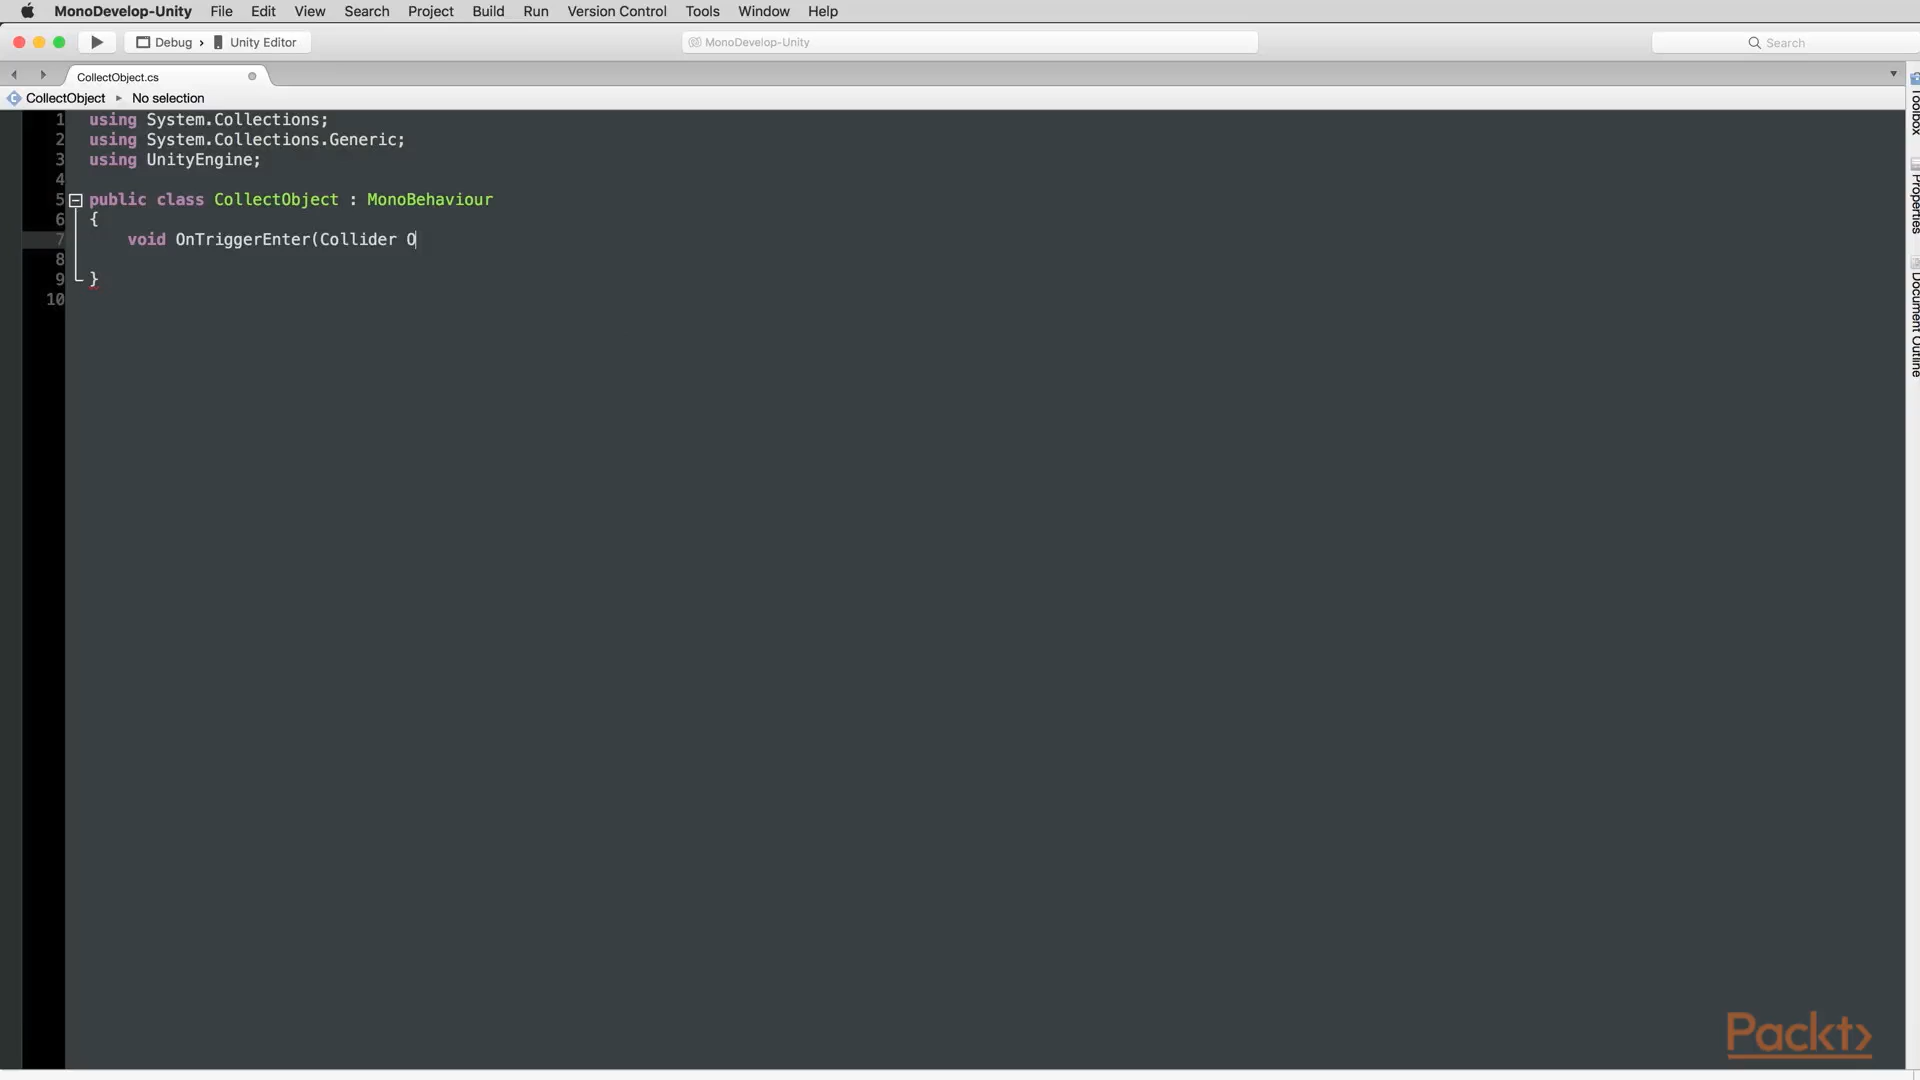 MonoDevelop-Unity File Edit View Search Project Build Run Version Control Tools Window Help
Debug › Unity Editor MonoDevelop-Unity Search
CollectObject.cs
CollectObject ▸ No selection
1 using System.Collections;
2 using System.Collections.Generic;
3 using UnityEngine;
4
5 public class CollectObject : MonoBehaviour
6 {
7 void OnTriggerEnter(Collider O
8
9 }
10
Toolbox
Properties
Document Outline
Packt>